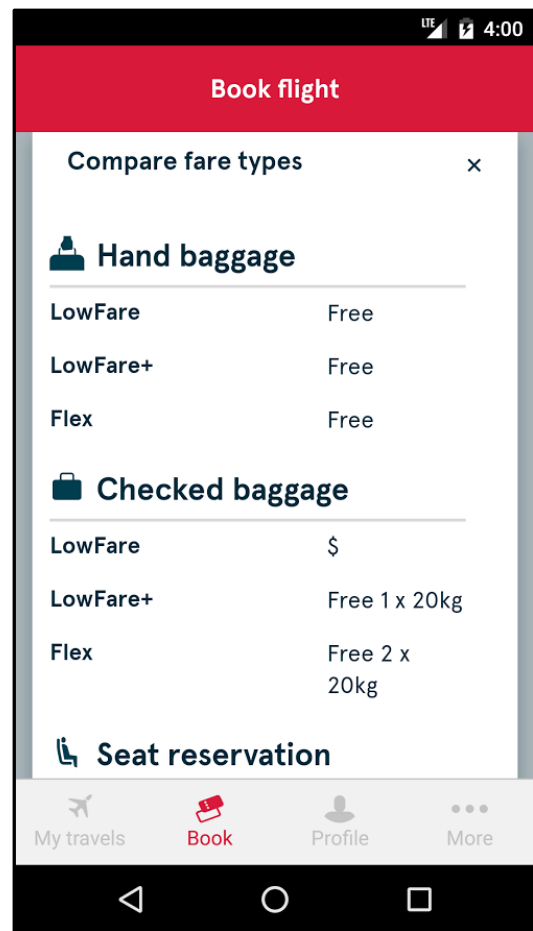 LTE 4:00
Book flight
Compare fare types ×
Hand baggage
LowFare Free
LowFare+ Free
Flex Free
Checked baggage
LowFare $
LowFare+ Free 1 x 20kg
Flex Free 2 x
20kg
Seat reservation
My travels Book Profile More